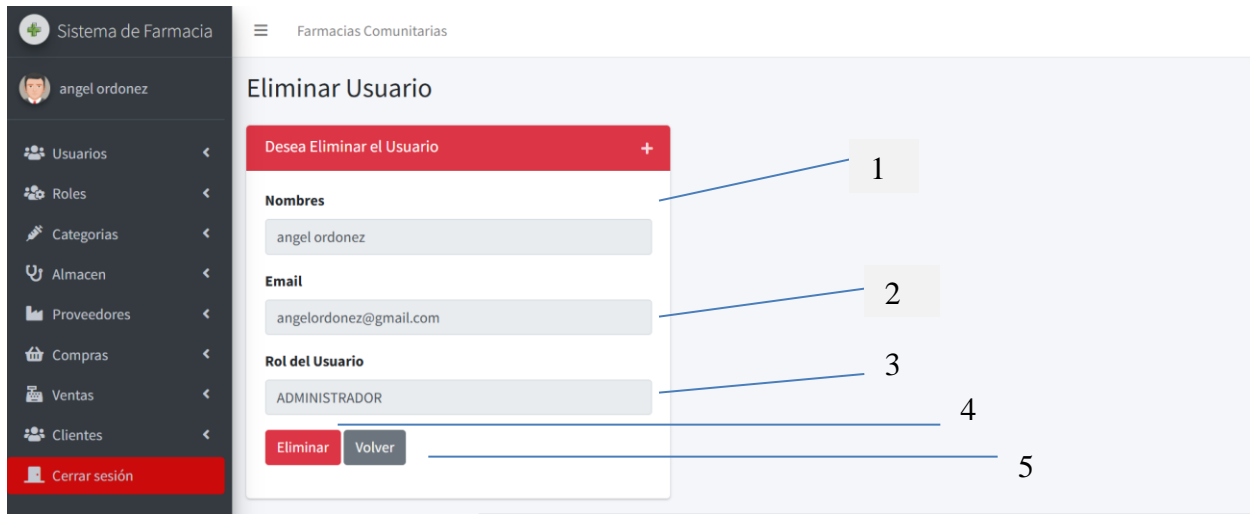 Sistema de Farmacia
angel ordonez
Usuarios
Roles
Categorias
Almacen
Proveedores
Compras
Ventas
Clientes
Cerrar sesión
Farmacias Comunitarias
Eliminar Usuario
Desea Eliminar el Usuario
Nombres
angel ordonez
Email
angelordonez@gmail.com
Rol del Usuario
ADMINISTRADOR
Eliminar Volver
1
2
3
4
5